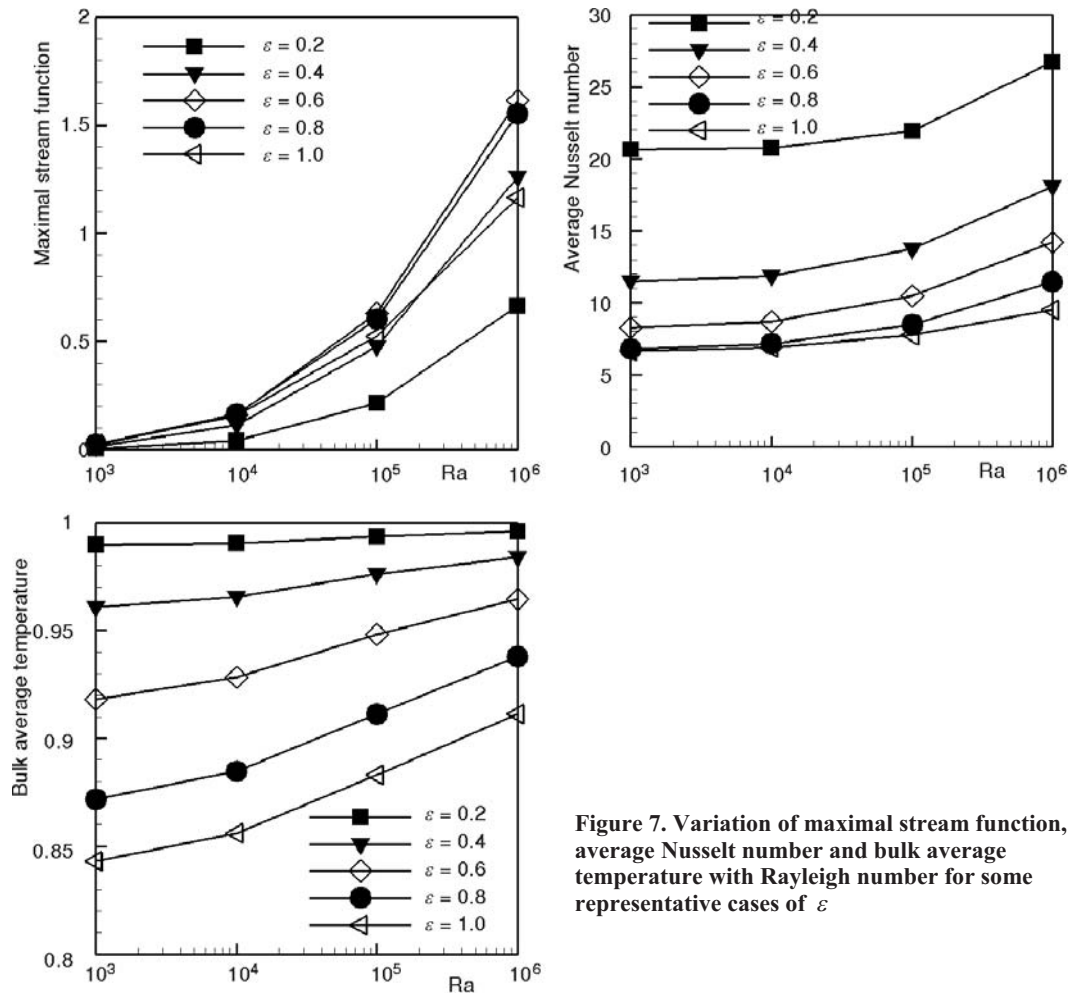 Maximal stream function
2
1.5
1
0.5
0
ε = 0.2
ε = 0.4
ε = 0.6
ε = 0.8
ε = 1.0
10³ 10⁴ 10⁵ Ra 10⁶
Average Nusselt number
30
25
20
15
10
5
0
ε = 0.2
ε = 0.4
ε = 0.6
ε = 0.8
ε = 1.0
10³ 10⁴ 10⁵ Ra 10⁶
Bulk average temperature
1
0.95
0.9
0.85
0.8
ε = 0.2
ε = 0.4
ε = 0.6
ε = 0.8
ε = 1.0
10³ 10⁴ 10⁵ 10⁶
Ra
Figure 7. Variation of maximal stream function,
average Nusselt number and bulk average
temperature with Rayleigh number for some
representative cases of ε